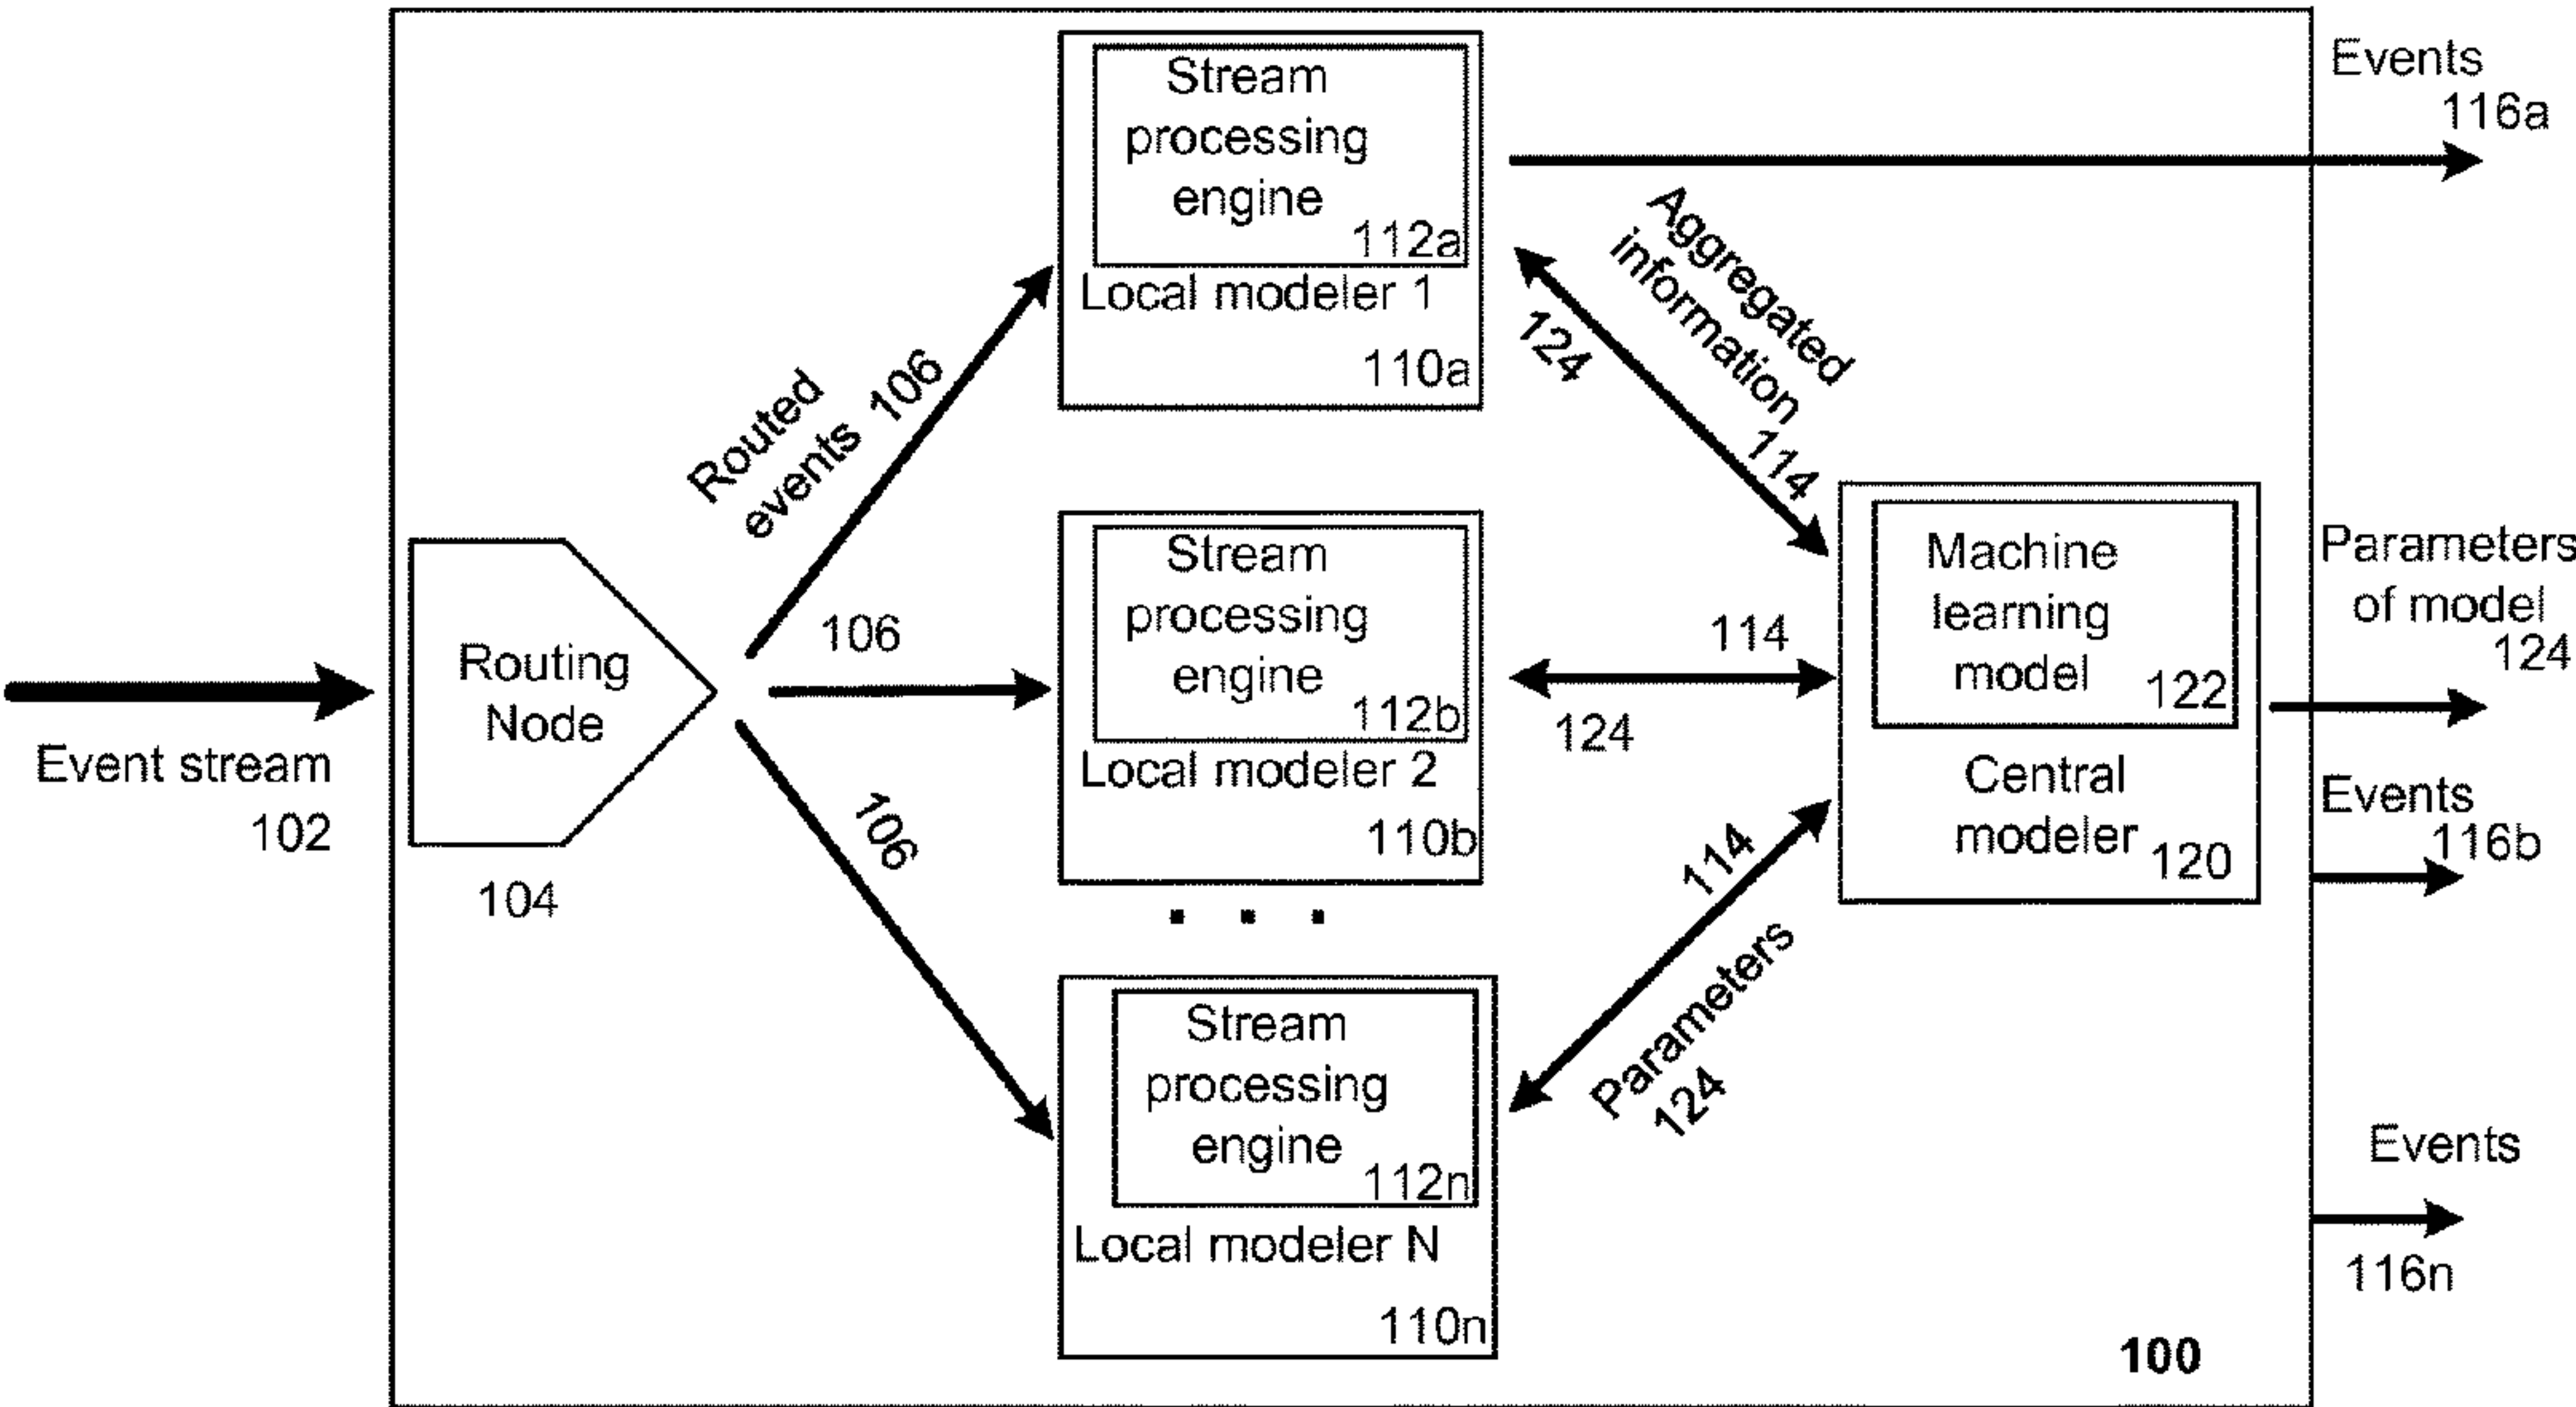 Event stream
102
Routing
Node
104
Routed
events 106
106
106
Stream
processing
engine
112a
Local modeler 1
110a
Stream
processing
engine
112b
Local modeler 2
110b
. . .
Stream
processing
engine
112n
Local modeler N
110n
Aggregated
information
114
124
114
124
114
Parameters
124
Machine
learning
model
122
Central
modeler
120
Events
116a
Parameters
of model
124
Events
116b
Events
116n
100